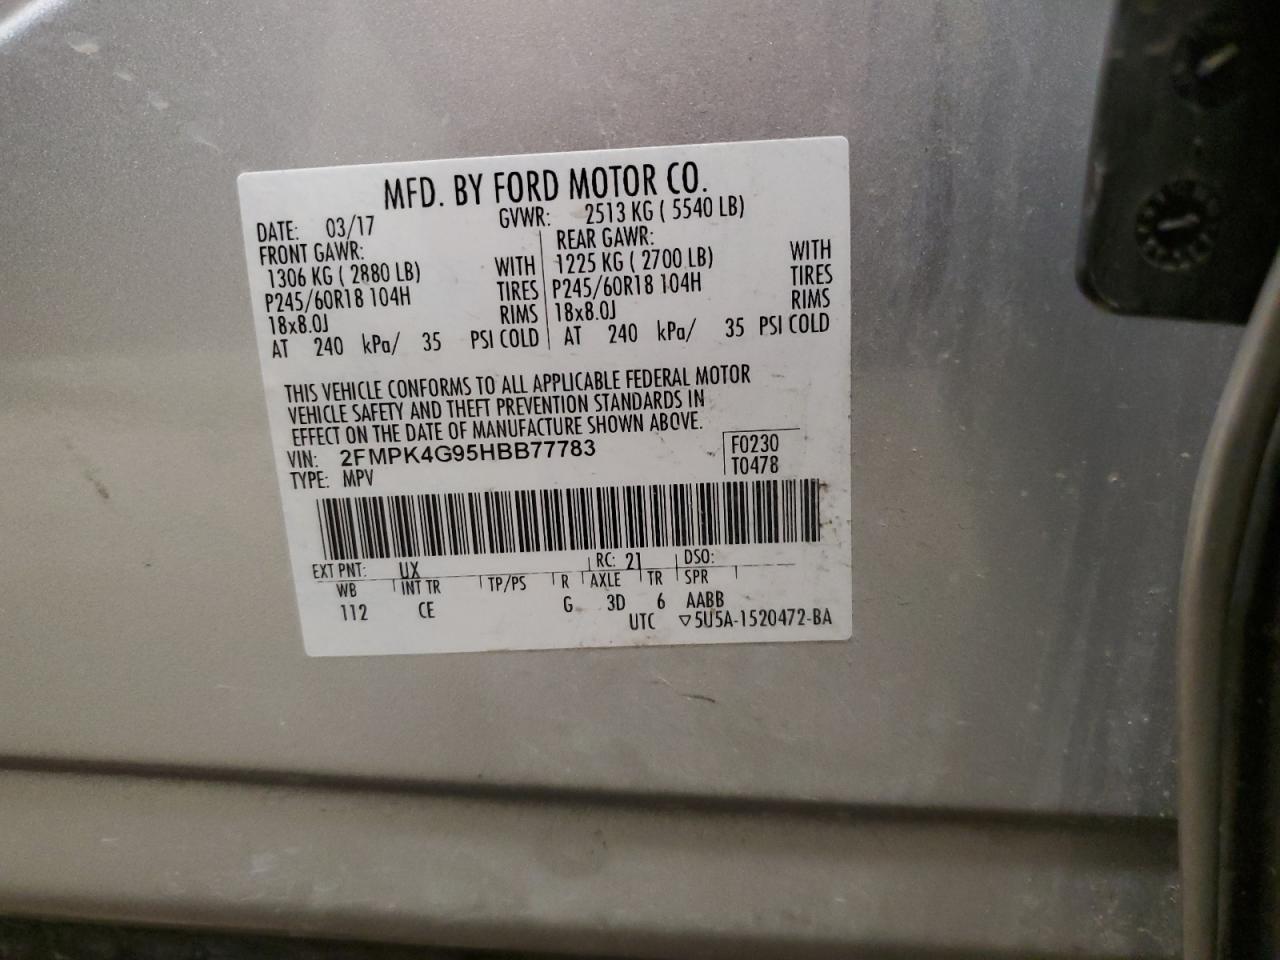 MFD. BY FORD MOTOR CO.
DATE: 03/17 GVWR: 2513 KG ( 5540 LB)
FRONT GAWR: REAR GAWR:
1306 KG ( 2880 LB) WITH 1225 KG ( 2700 LB) WITH
P245/60R18 104H TIRES P245/60R18 104H TIRES
18x8.0J RIMS 18x8.0J RIMS
AT 240 kPa/ 35 PSI COLD AT 240 kPa/ 35 PSI COLD
THIS VEHICLE CONFORMS TO ALL APPLICABLE FEDERAL MOTOR
VEHICLE SAFETY AND THEFT PREVENTION STANDARDS IN
EFFECT ON THE DATE OF MANUFACTURE SHOWN ABOVE.
VIN: 2FMPK4G95HBB77783 F0230
TYPE: MPV T0478
EXT PNT: UX RC: 21 DSO:
WB INT TR TP/PS R AXLE TR SPR
112 CE G 3D 6 AABB
UTC ▽5U5A-1520472-BA